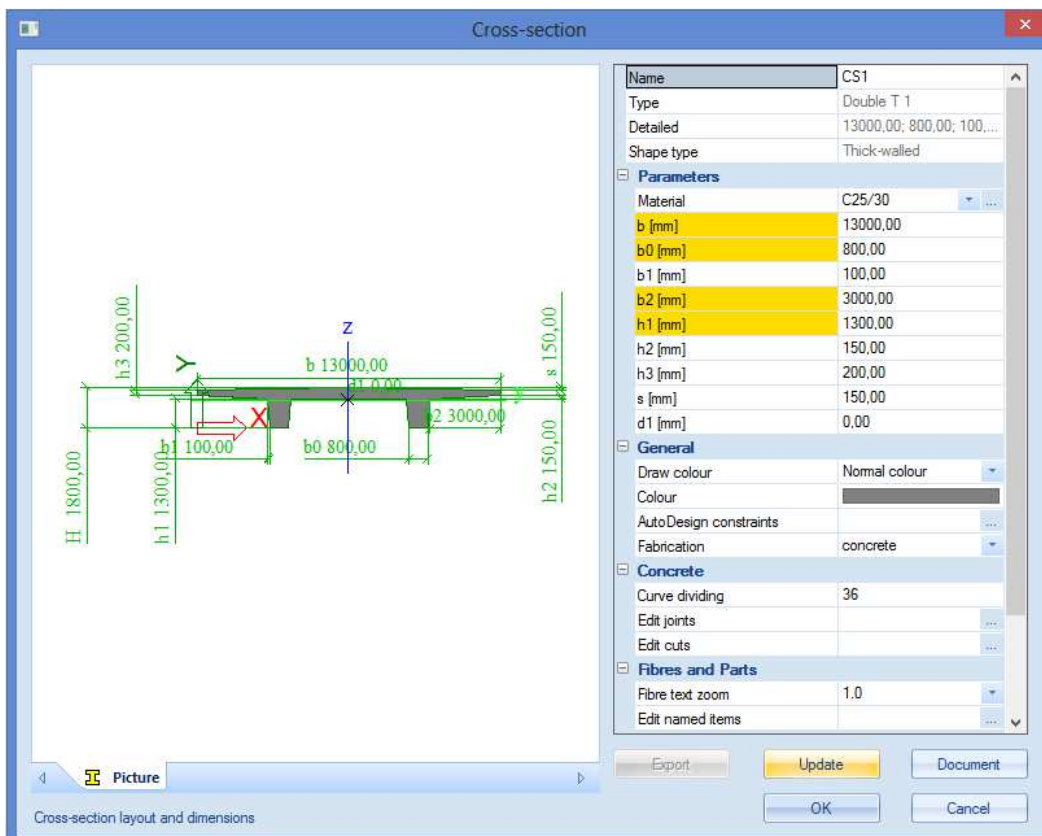 Cross-section
Name CS1
Type Double T 1
Detailed 13000,00; 800,00; 100,...
Shape type Thick-walled
Parameters
Material C25/30 ...
b [mm] 13000,00
b0 [mm] 800,00
b1 [mm] 100,00
b2 [mm] 3000,00
h1 [mm] 1300,00
h2 [mm] 150,00
h3 [mm] 200,00
s [mm] 150,00
d1 [mm] 0,00
General
Draw colour Normal colour
Colour
AutoDesign constraints ...
Fabrication concrete
Concrete
Curve dividing 36
Edit joints ...
Edit cuts ...
Fibres and Parts
Fibre text zoom 1.0
Edit named items ...
h3 200,00
Y
z
b 13000,00
s 150,00
d1 0,00
y
X
b2 3000,00
b1 100,00
b0 800,00
H 1800,00
h1 1300,00
h2 150,00
Picture
Export Update Document
OK Cancel
Cross-section layout and dimensions